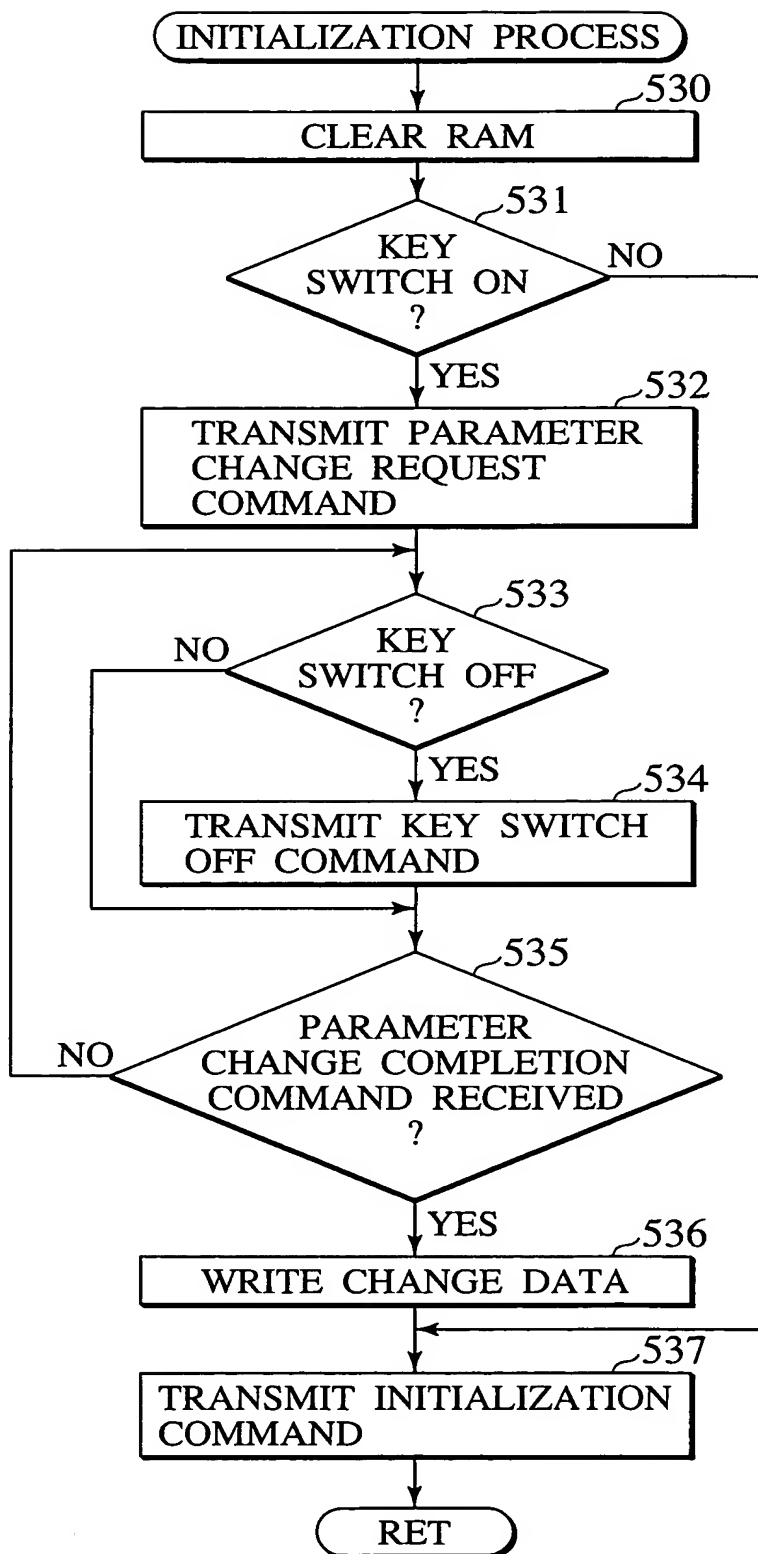 INITIALIZATION PROCESS
530
CLEAR RAM
531
KEY
SWITCH ON
?
NO
YES
532
TRANSMIT PARAMETER
CHANGE REQUEST
COMMAND
533
NO
KEY
SWITCH OFF
?
YES
534
TRANSMIT KEY SWITCH
OFF COMMAND
535
NO
PARAMETER
CHANGE COMPLETION
COMMAND RECEIVED
?
YES
536
WRITE CHANGE DATA
537
TRANSMIT INITIALIZATION
COMMAND
RET